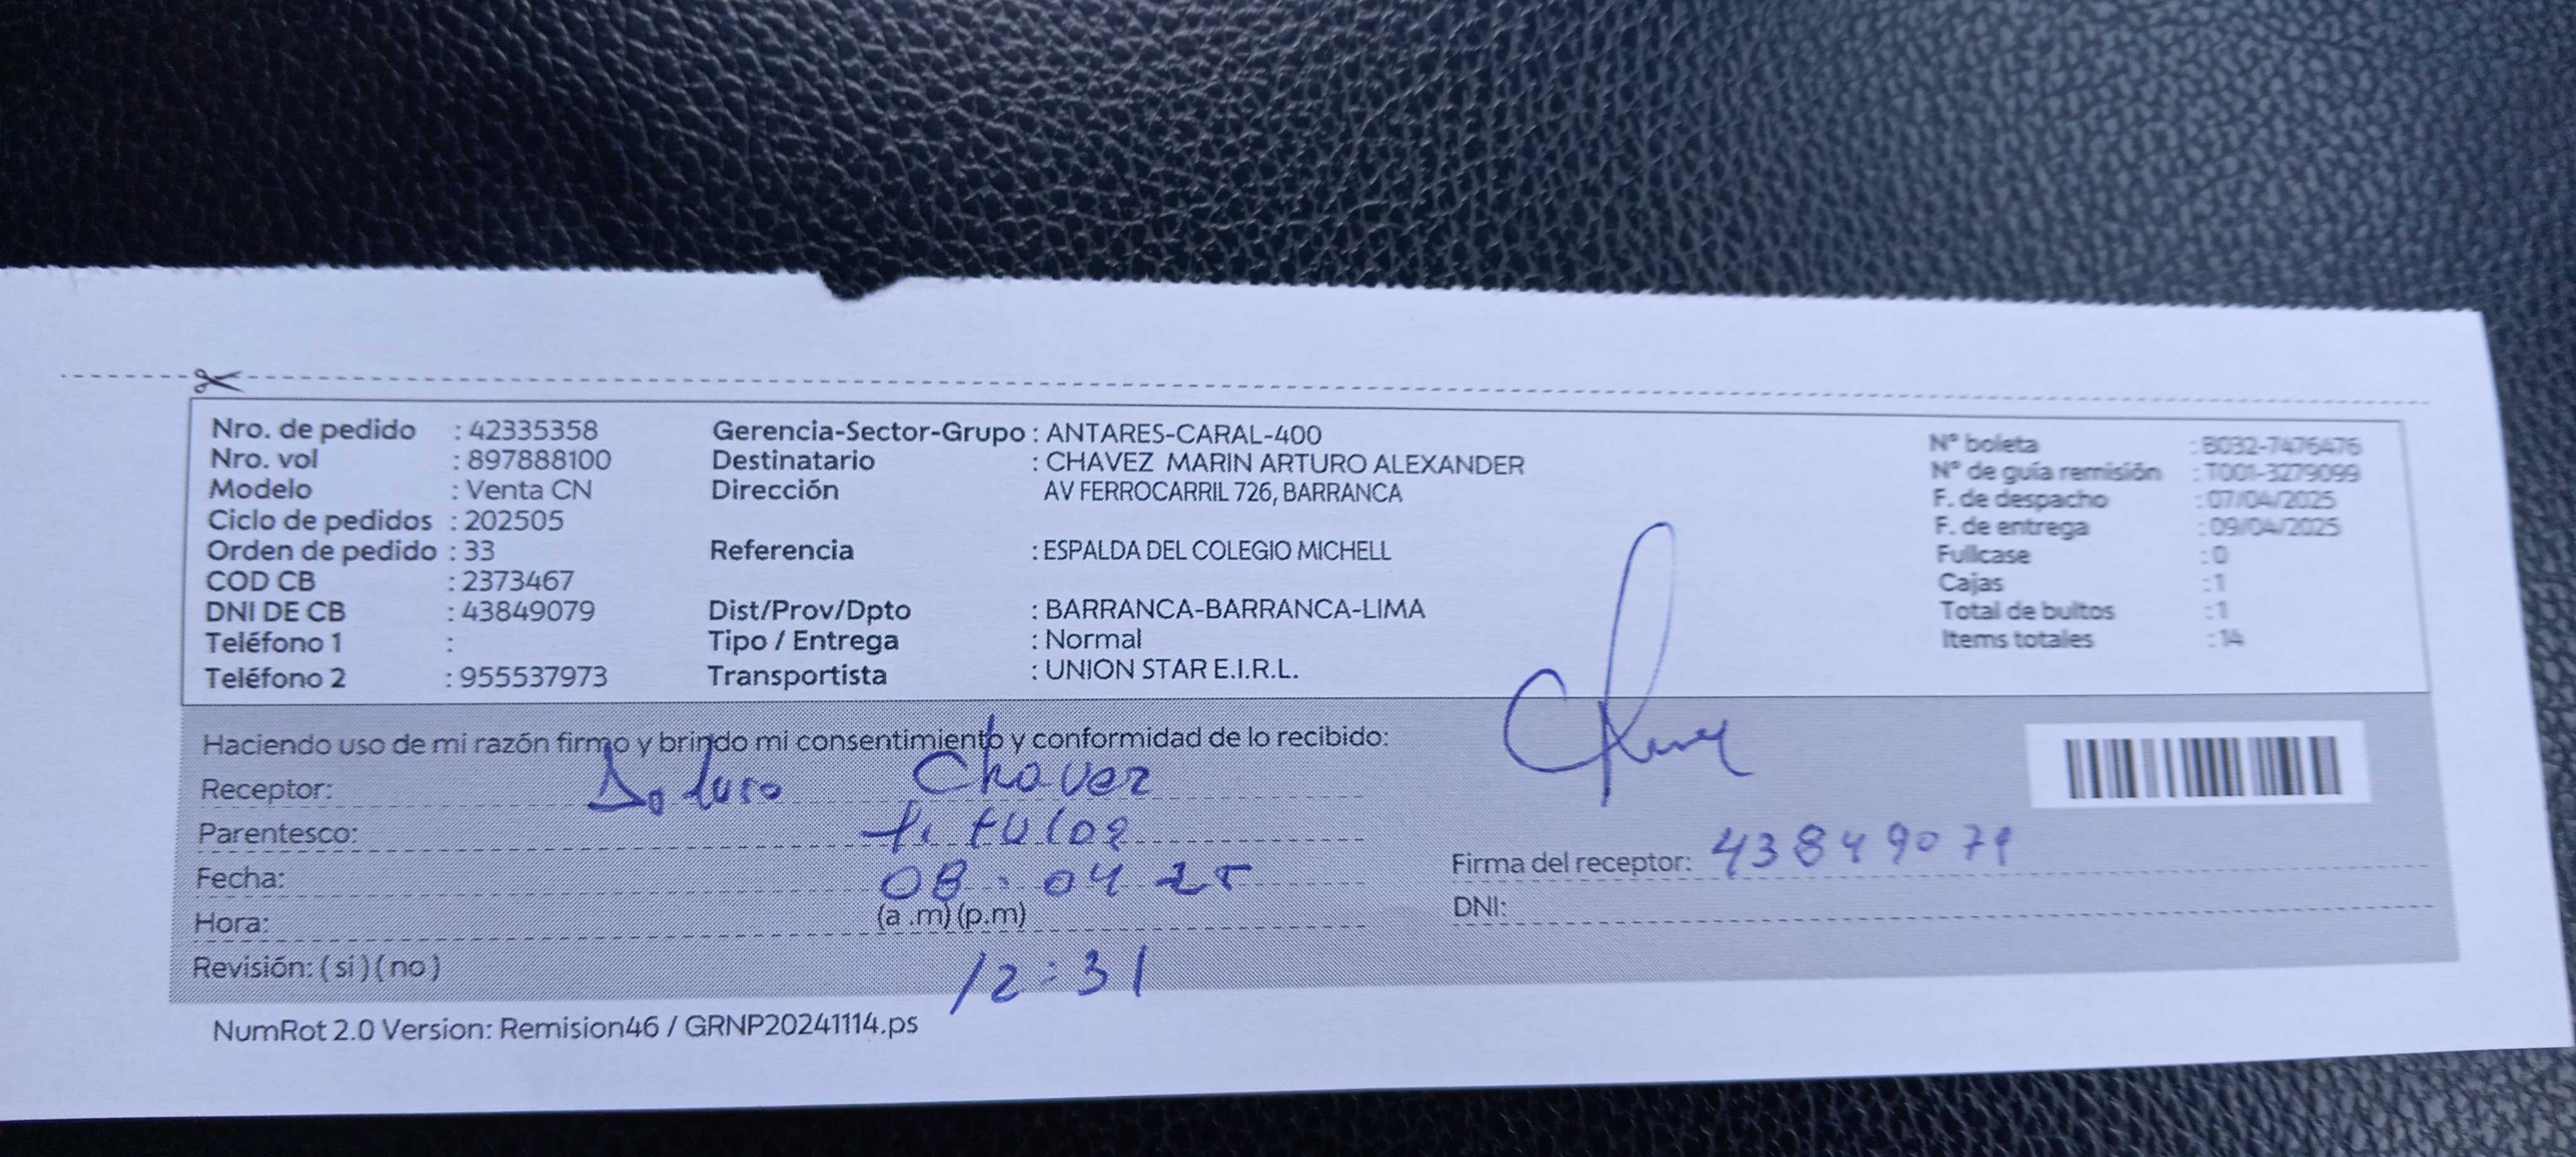 Nro. de pedido : 42335358
Nro. vol : 897888100
Modelo : Venta CN
Ciclo de pedidos : 202505
Orden de pedido : 33
COD CB : 2373467
DNI DE CB : 43849079
Teléfono 1 :
Teléfono 2 : 955537973
Gerencia-Sector-Grupo : ANTARES-CARAL-400
Destinatario : CHAVEZ MARIN ARTURO ALEXANDER
Dirección AV FERROCARRIL 726, BARRANCA
Referencia : ESPALDA DEL COLEGIO MICHELL
Dist/Prov/Dpto : BARRANCA-BARRANCA-LIMA
Tipo / Entrega : Normal
Transportista : UNION STAR E.I.R.L.
N° boleta : B032-7476476
N° de guía remisión : T001-3279099
F. de despacho : 07/04/2025
F. de entrega : 09/04/2025
Fullcase : 0
Cajas : 1
Total de bultos : 1
Items totales : 14
Haciendo uso de mi razón firmo y brindo mi consentimiento y conformidad de lo recibido:
Receptor: Arturo Chavez
Parentesco: titular
Fecha: 08.04 25
Hora: (a .m) (p.m)
Revisión: ( si ) ( no ) 12:31
Firma del receptor: 43849079
DNI:
NumRot 2.0 Version: Remision46 / GRNP20241114.ps